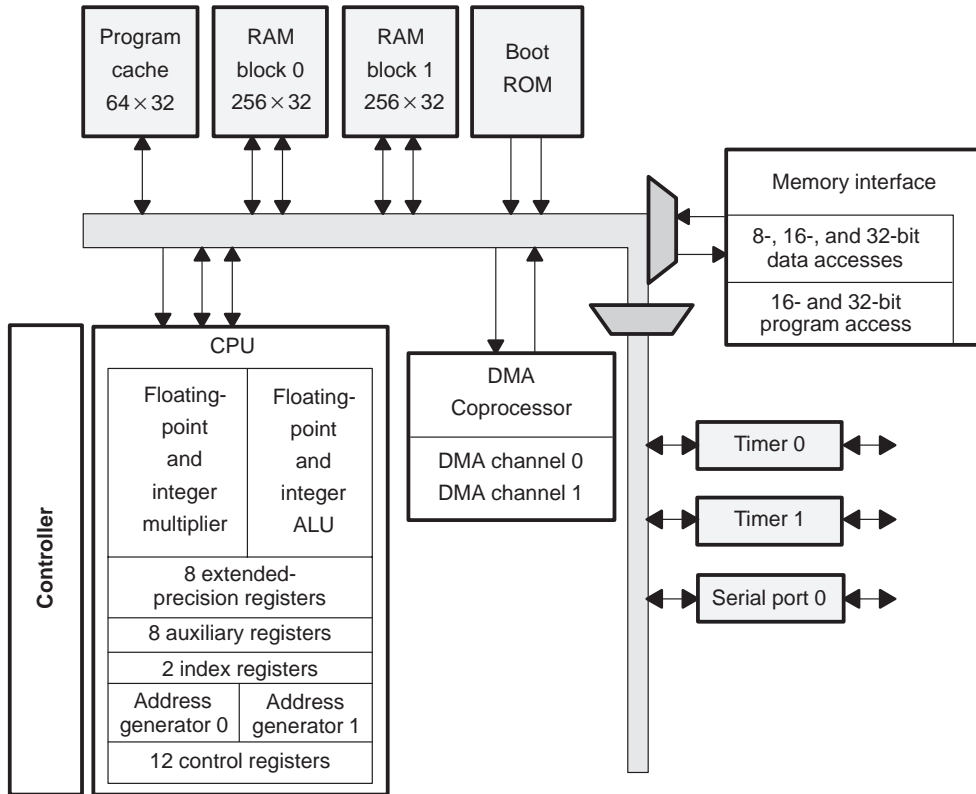 Program
cache
64 × 32
RAM
block 0
256 × 32
RAM
block 1
256 × 32
Boot
ROM
Memory interface
8-, 16-, and 32-bit
data accesses
16- and 32-bit
program access
Controller
CPU
Floating-
point
and
integer
multiplier
Floating-
point
and
integer
ALU
8 extended-
precision registers
8 auxiliary registers
2 index registers
Address
generator 0
Address
generator 1
12 control registers
DMA
Coprocessor
DMA channel 0
DMA channel 1
Timer 0
Timer 1
Serial port 0